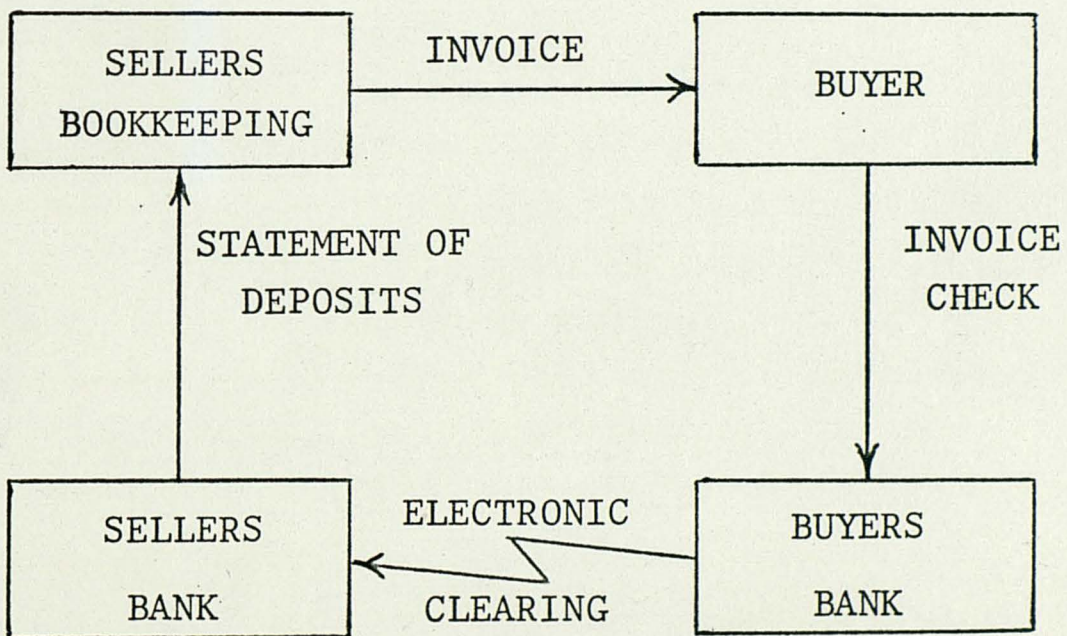 SELLERS
BOOKKEEPING
INVOICE
BUYER
STATEMENT OF
DEPOSITS
INVOICE
CHECK
SELLERS
BANK
ELECTRONIC
CLEARING
BUYERS
BANK